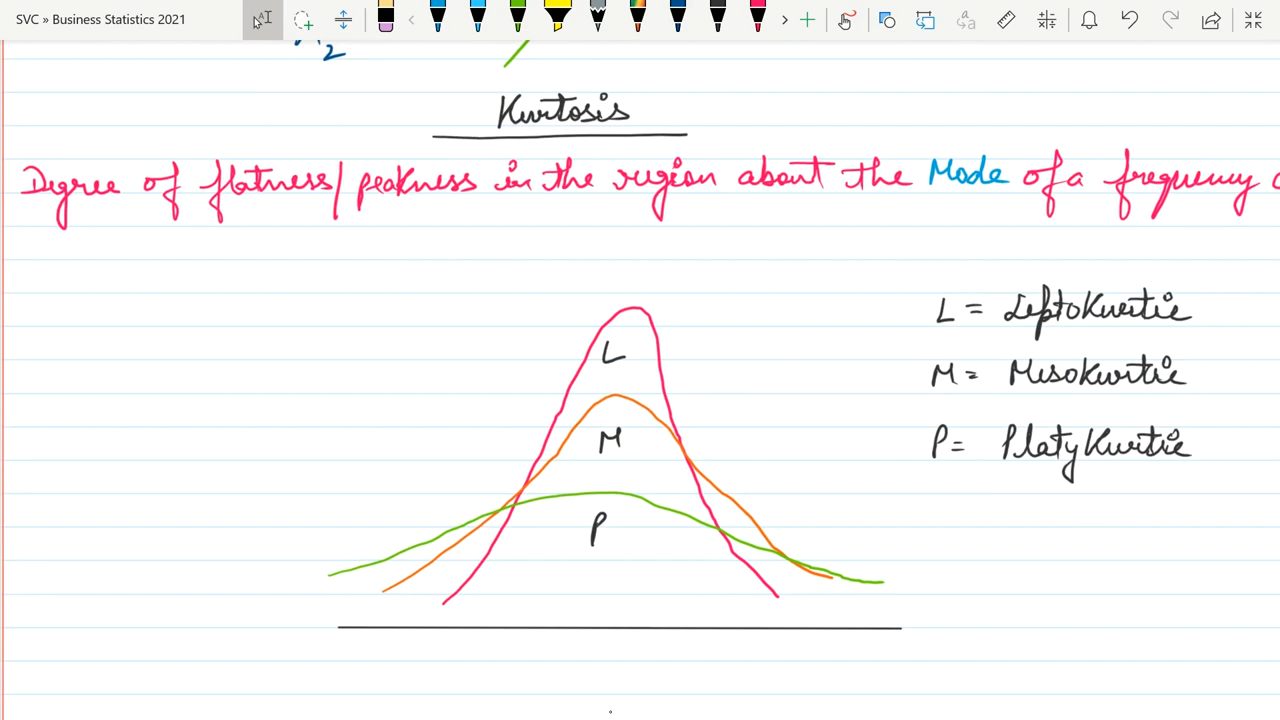 SVC » Business Statistics 2021
2
Kurtosis
Degree of flatness/peakness in the region about the Mode of a frequency
L = Leptokurtic
L
M = Mesokurtic
M
P = Platykurtic
P